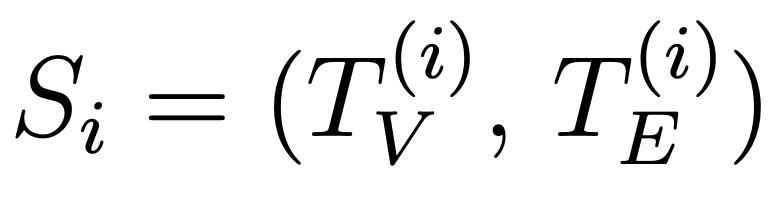 $S_i = (T_V^{(i)}, T_E^{(i)})$